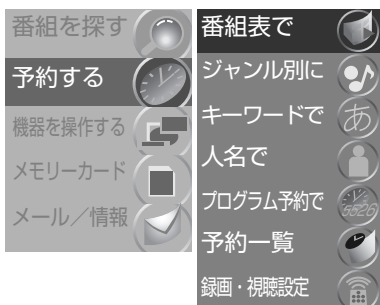 番組を探す
予約する
機器を操作する
メモリーカード
メール／情報
番組表で
ジャンル別に
キーワードで
あ
人名で
プログラム予約で
予約一覧
録画・視聴設定